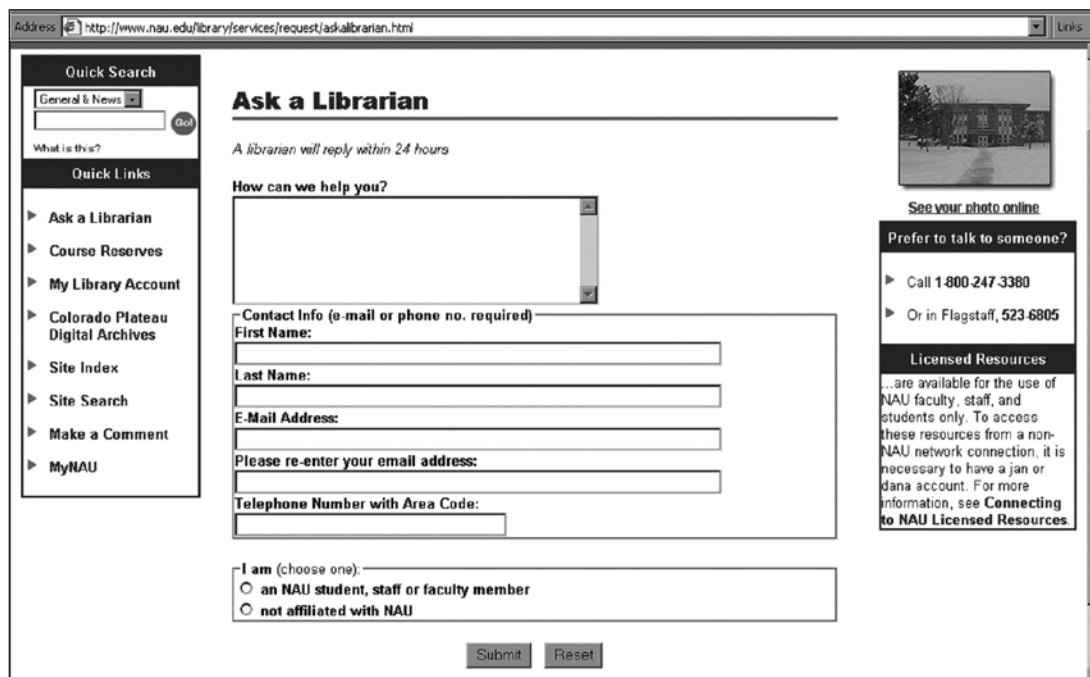 Address http://www.nau.edu/library/services/request/askalibrarian.html Links
Quick Search
General & News
Go!
What is this?
Quick Links
Ask a Librarian
Course Reserves
My Library Account
Colorado Plateau
Digital Archives
Site Index
Site Search
Make a Comment
MyNAU
Ask a Librarian
A librarian will reply within 24 hours
How can we help you?
Contact Info (e-mail or phone no. required)
First Name:
Last Name:
E-Mail Address:
Please re-enter your email address:
Telephone Number with Area Code:
I am (choose one):
an NAU student, staff or faculty member
not affiliated with NAU
Submit Reset
See your photo online
Prefer to talk to someone?
Call 1-800-247-3380
Or in Flagstaff, 523-6805
Licensed Resources
...are available for the use of
NAU faculty, staff, and
students only. To access
these resources from a non-
NAU network connection, it is
necessary to have a jan or
dana account. For more
information, see Connecting
to NAU Licensed Resources.